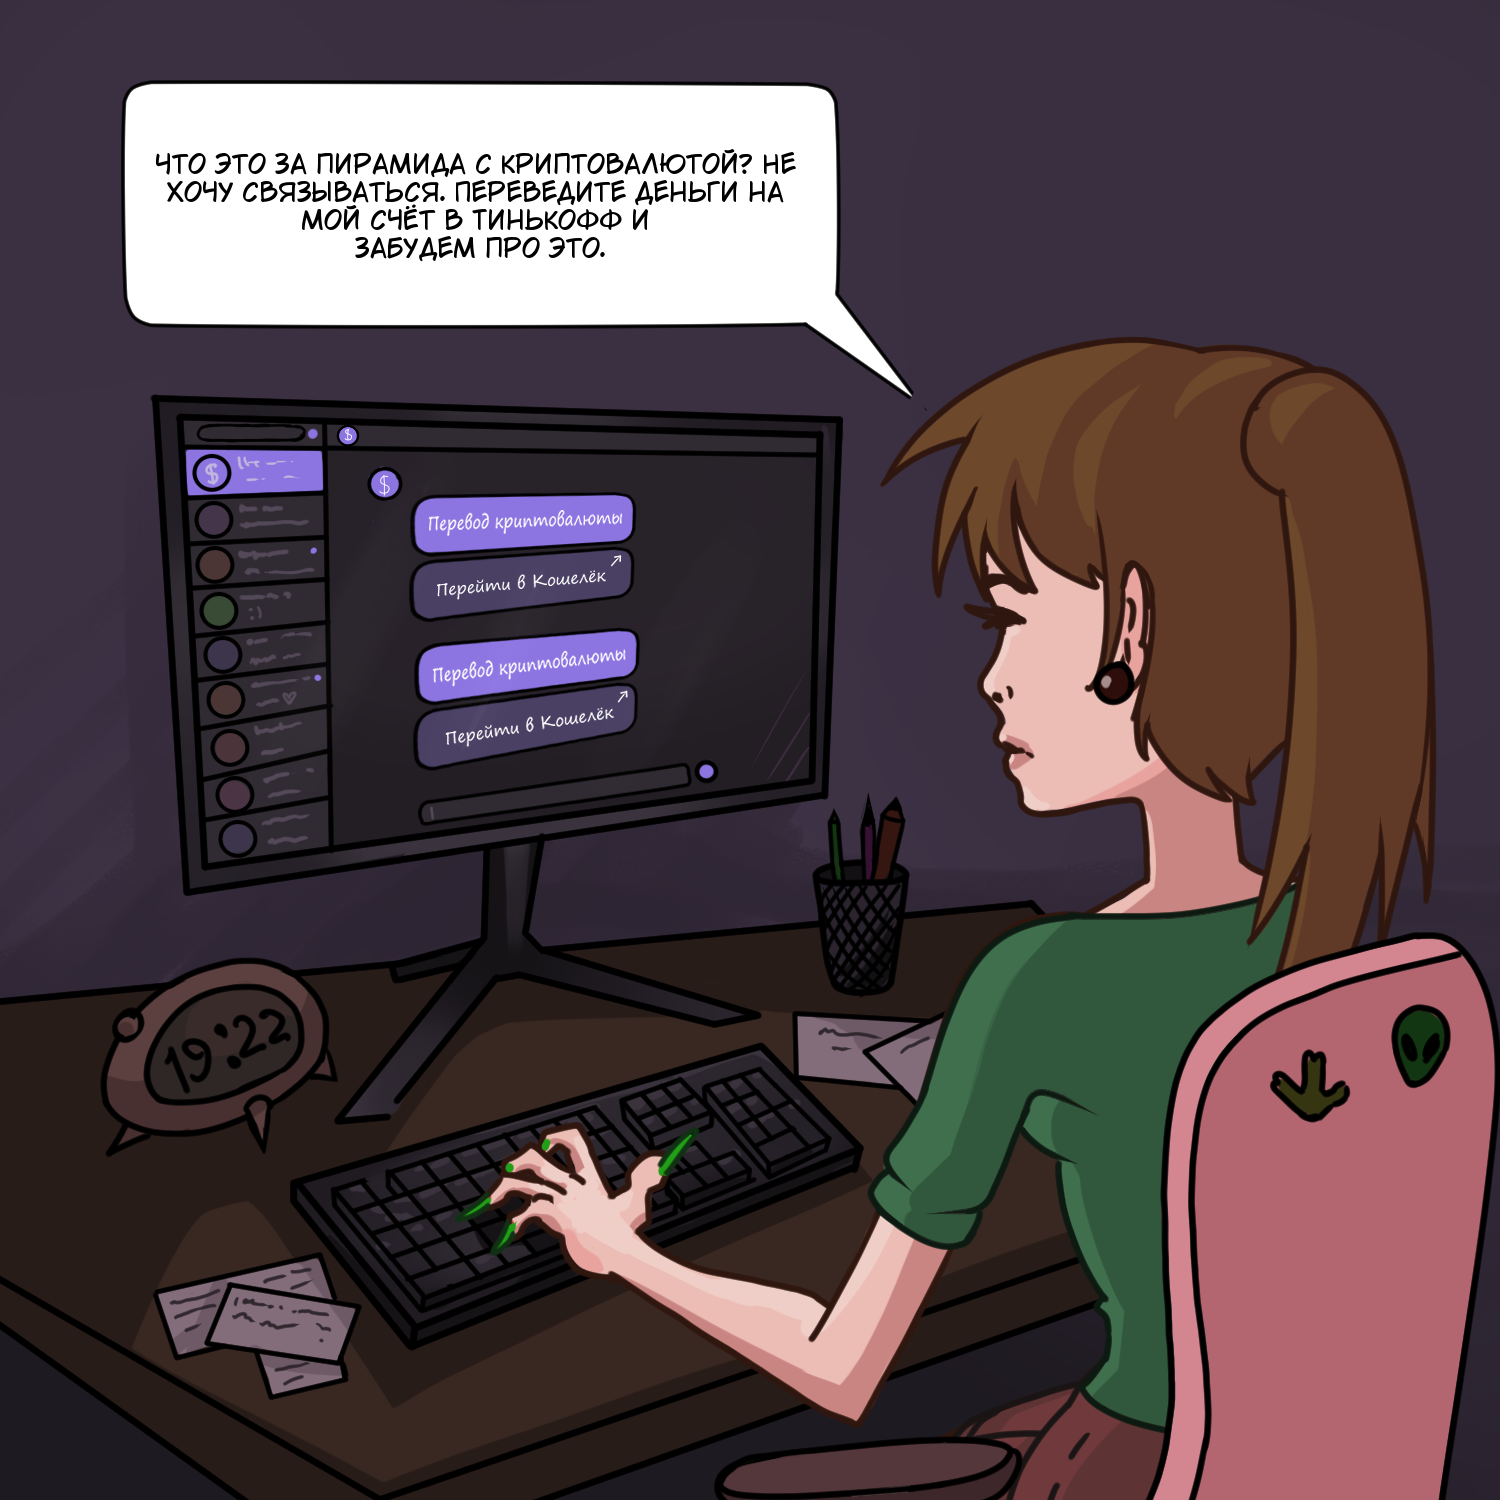 ЧТО ЭТО ЗА ПИРАМИДА С КРИПТОВАЛЮТОЙ? НЕ
ХОЧУ СВЯЗЫВАТЬСЯ. ПЕРЕВЕДИТЕ ДЕНЬГИ НА
МОЙ СЧЁТ В ТИНЬКОФФ И
ЗАБУДЕМ ПРО ЭТО.
$
$
$
Перевод криптовалюты
Перейти в Кошелёк
:)
Перевод криптовалюты
Перейти в Кошелёк
19:22